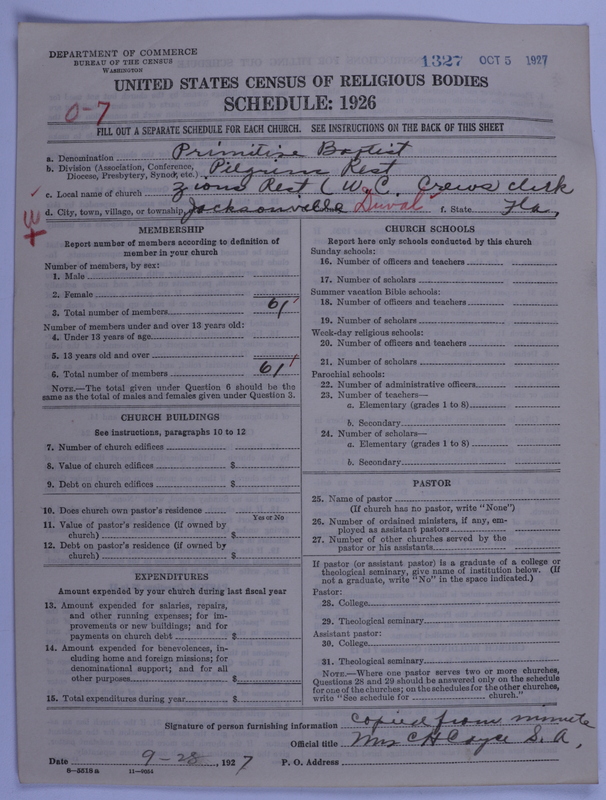 DEPARTMENT OF COMMERCE
BUREAU OF THE CENSUS
WASHINGTON
1327 OCT 5 1927
UNITED STATES CENSUS OF RELIGIOUS BODIES
SCHEDULE: 1926
0-7
FILL OUT A SEPARATE SCHEDULE FOR EACH CHURCH. SEE INSTRUCTIONS ON THE BACK OF THIS SHEET
a. Denomination Primitive Baptist
b. Division (Association, Conference, Diocese, Presbytery, Synod, etc.) Pilgrims Rest
c. Local name of church Zions Rest (W.C. Crews clerk
d. City, town, village, or township Jacksonville Duval f. State Fla,
MEMBERSHIP
Report number of members according to definition of
member in your church
Number of members, by sex:
1. Male
2. Female
3. Total number of members 61
Number of members under and over 13 years old:
4. Under 13 years of age
5. 13 years old and over
6. Total number of members 61
NOTE.—The total given under Question 6 should be the
same as the total of males and females given under Question 3.
CHURCH BUILDINGS
See instructions, paragraphs 10 to 12
7. Number of church edifices
8. Value of church edifices $
9. Debt on church edifices $
10. Does church own pastor's residence
Yes or No
11. Value of pastor's residence (if owned by
church) $
12. Debt on pastor's residence (if owned by
church) $
EXPENDITURES
Amount expended by your church during last fiscal year
13. Amount expended for salaries, repairs,
and other running expenses; for im-
provements or new buildings; and for
payments on church debt $
14. Amount expended for benevolences, in-
cluding home and foreign missions; for
denominational support; and for all
other purposes $
15. Total expenditures during year $
CHURCH SCHOOLS
Report here only schools conducted by this church
Sunday schools:
16. Number of officers and teachers
17. Number of scholars
Summer vacation Bible schools:
18. Number of officers and teachers
19. Number of scholars
Week-day religious schools:
20. Number of officers and teachers
21. Number of scholars
Parochial schools:
22. Number of administrative officers
23. Number of teachers—
a. Elementary (grades 1 to 8)
b. Secondary
24. Number of scholars—
a. Elementary (grades 1 to 8)
b. Secondary
PASTOR
25. Name of pastor
(If church has no pastor, write "None")
26. Number of ordained ministers, if any, em-
ployed as assistant pastors
27. Number of other churches served by the
pastor or his assistants
If pastor (or assistant pastor) is a graduate of a college or
theological seminary, give name of institution below. (If
not a graduate, write "No" in the space indicated.)
Pastor:
28. College
29. Theological seminary
Assistant pastor:
30. College
31. Theological seminary
NOTE.—Where one pastor serves two or more churches,
Questions 28 and 29 should be answered only on the schedule
for one of the churches; on the schedules for the other churches,
write "See schedule for church."
Signature of person furnishing information Copied from minute
Official title Mrs C H Cayce S.A,
Date 9-28, 1927 P. O. Address
8-5518a 11-9064